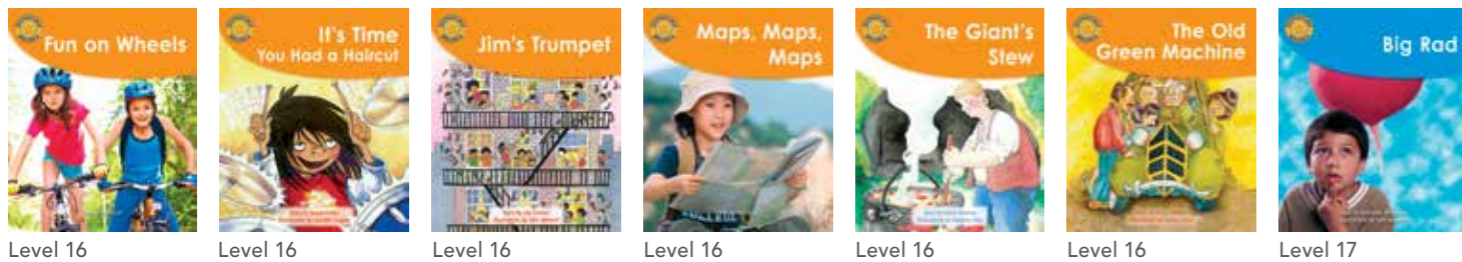 Fun on Wheels
It's Time
You Had a Haircut
Jim's Trumpet
Maps, Maps,
Maps
The Giant's
Stew
The Old
Green Machine
Big Rad
Level 16
Level 16
Level 16
Level 16
Level 16
Level 16
Level 17